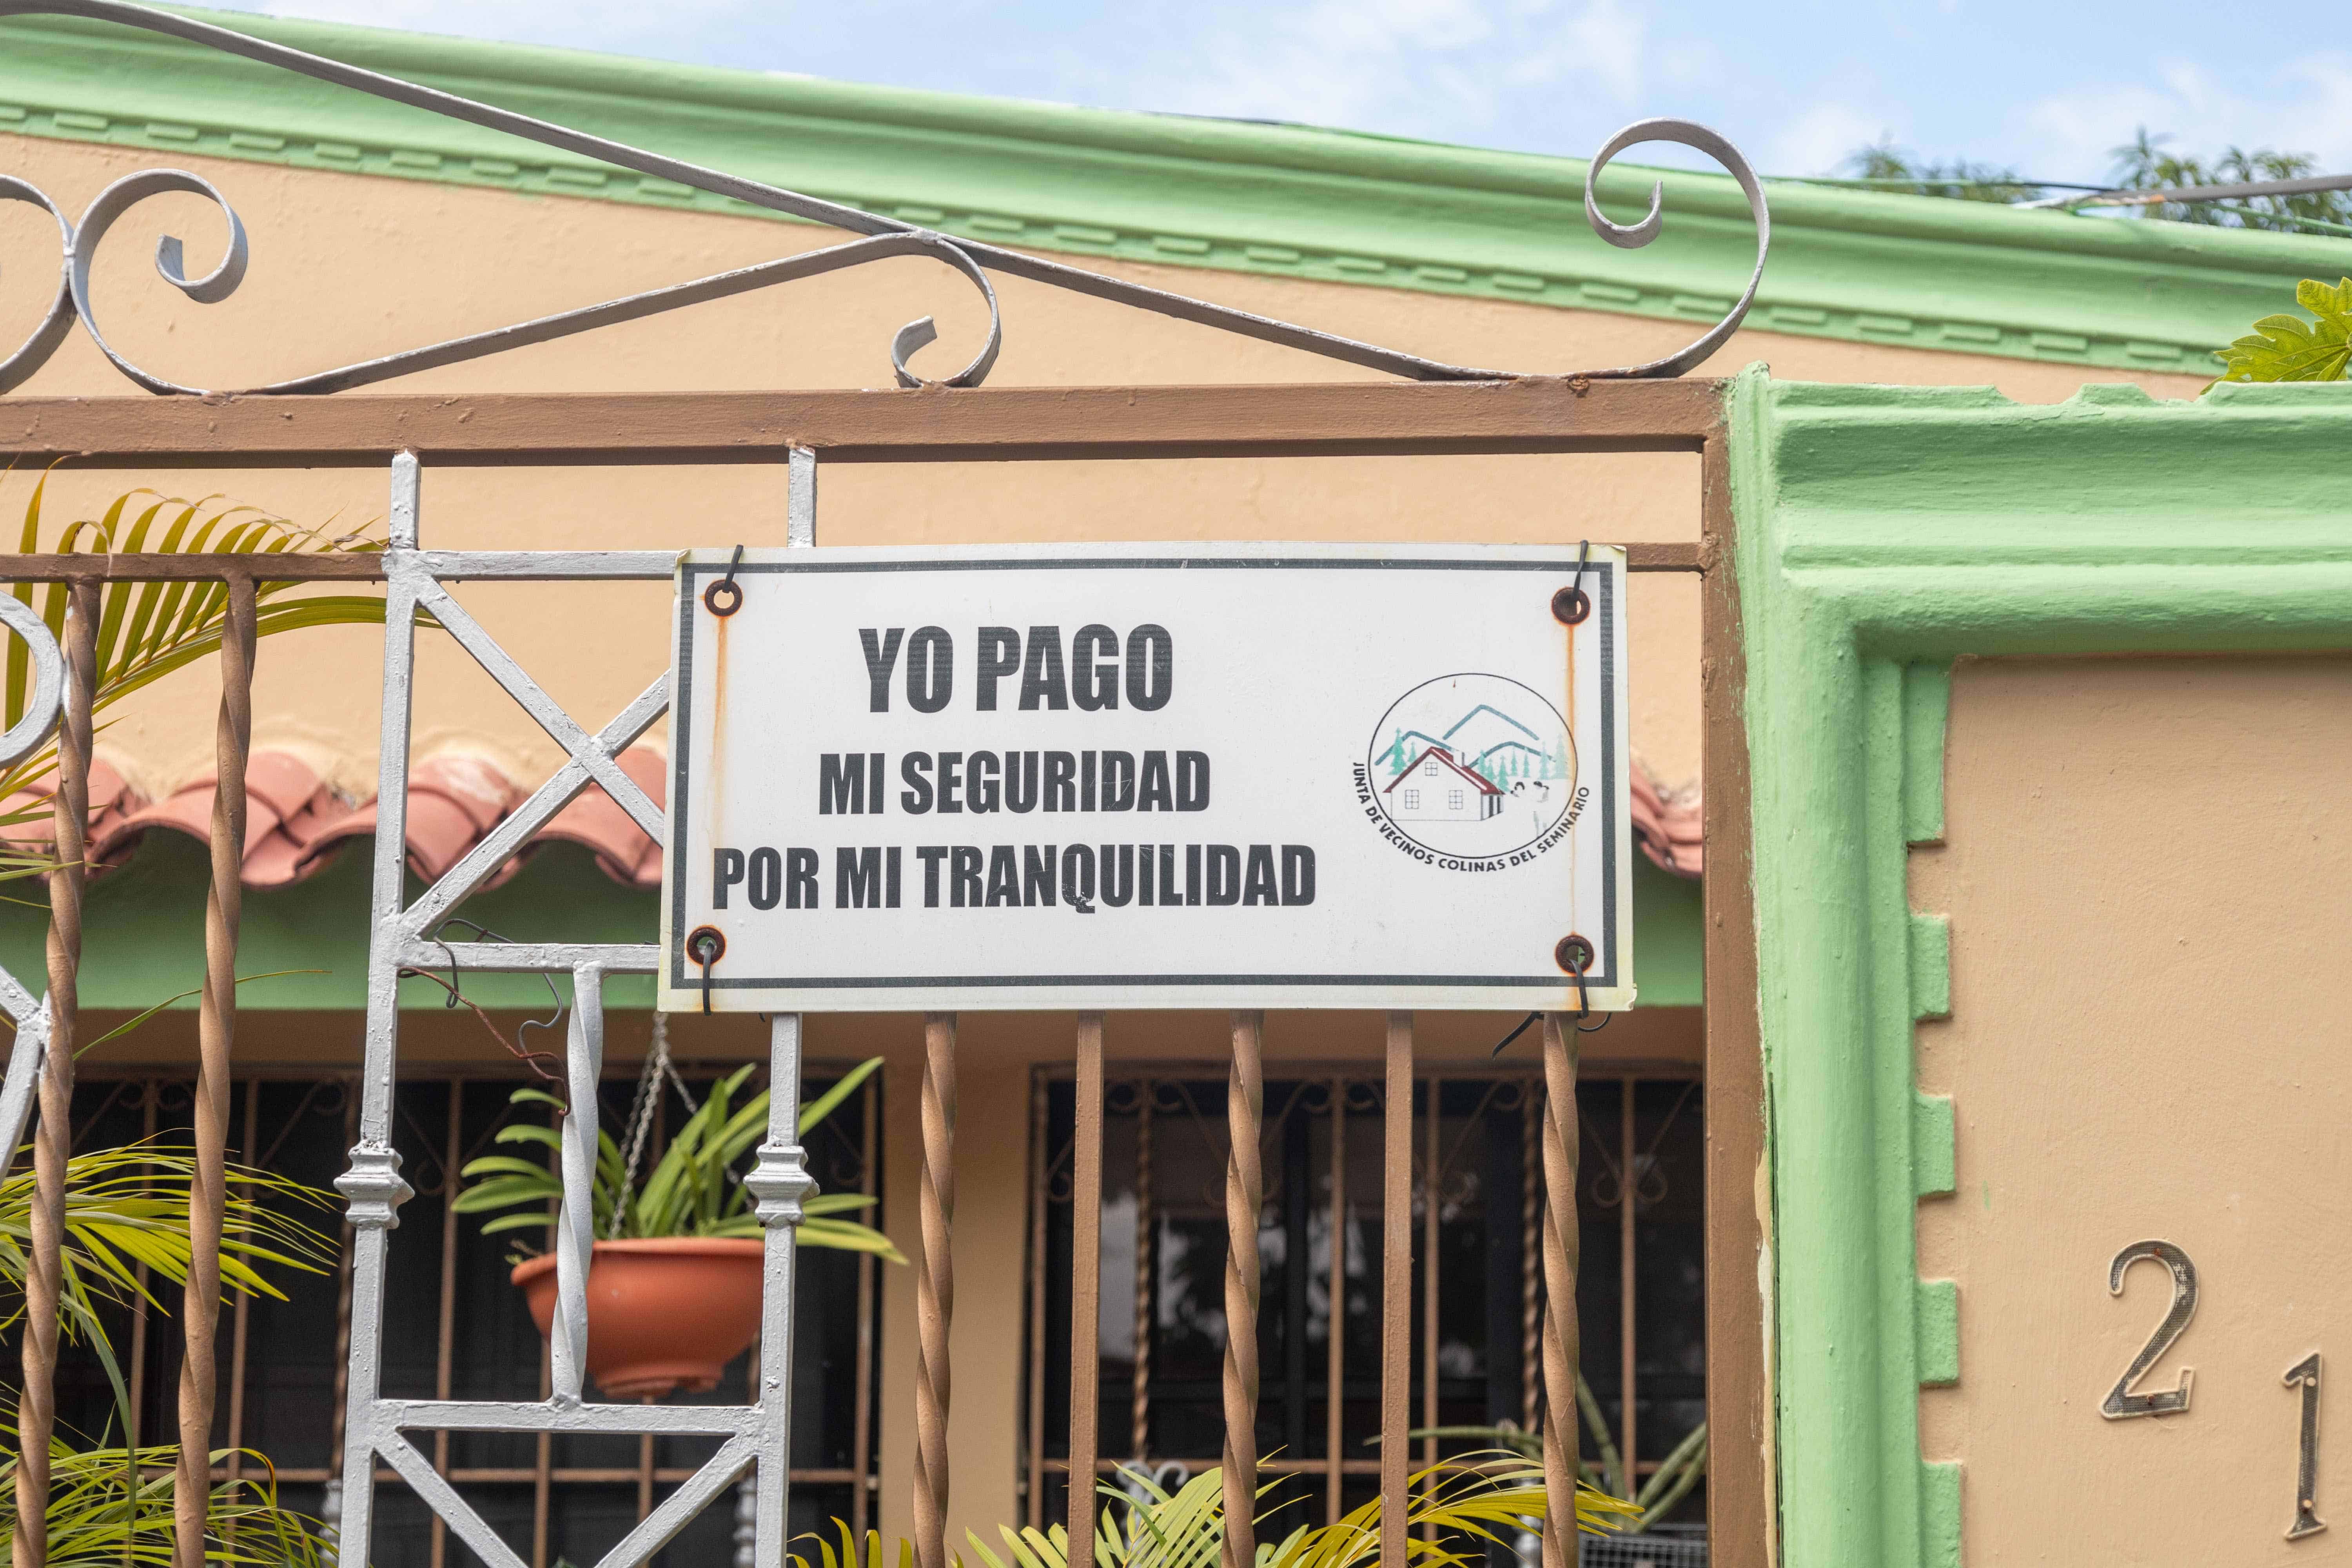 YO PAGO
MI SEGURIDAD
POR MI TRANQUILIDAD
JUNTA DE VECINOS COLINAS DEL SEMINARIO
21